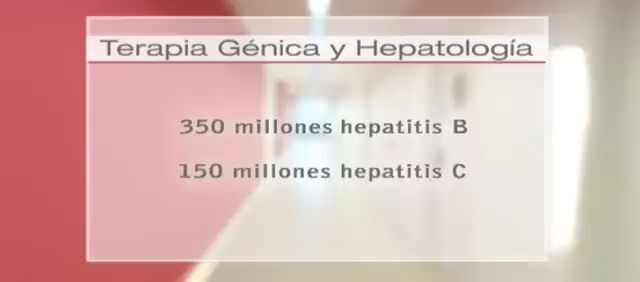 Terapia Génica y Hepatología
350 millones hepatitis B
150 millones hepatitis C